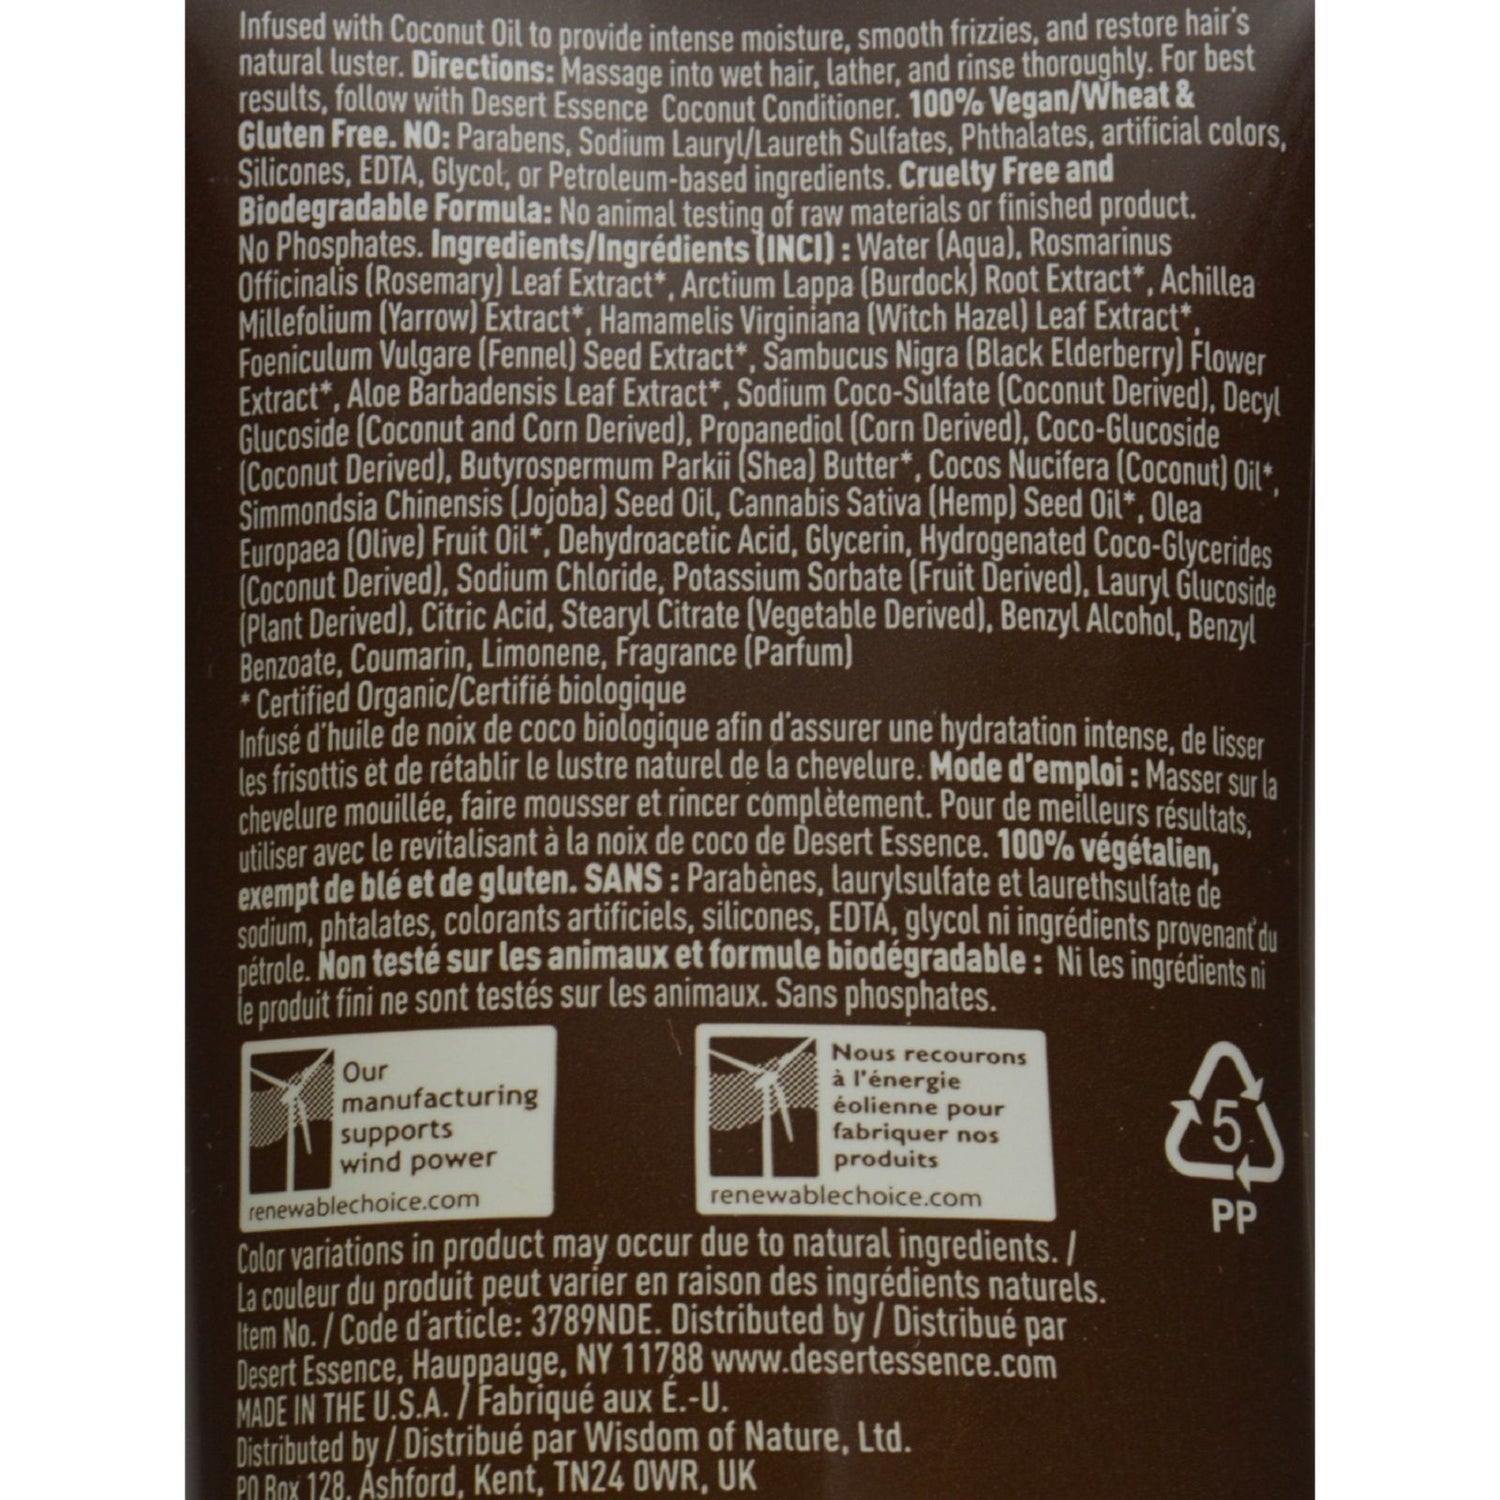 Infused with Coconut Oil to provide intense moisture, smooth frizzies, and restore hair's
natural luster. Directions: Massage into wet hair, lather, and rinse thoroughly. For best
results, follow with Desert Essence Coconut Conditioner. 100% Vegan/Wheat &
Gluten Free. NO: Parabens, Sodium Lauryl/Laureth Sulfates, Phthalates, artificial colors,
Silicones, EDTA, Glycol, or Petroleum-based ingredients. Cruelty Free and
Biodegradable Formula: No animal testing of raw materials or finished product.
No Phosphates. Ingredients/Ingrédients (INCI) : Water (Aqua), Rosmarinus
Officinalis (Rosemary) Leaf Extract*, Arctium Lappa (Burdock) Root Extract*, Achillea
Millefolium (Yarrow) Extract*, Hamamelis Virginiana (Witch Hazel) Leaf Extract*,
Foeniculum Vulgare (Fennel) Seed Extract*, Sambucus Nigra (Black Elderberry) Flower
Extract*, Aloe Barbadensis Leaf Extract*, Sodium Coco-Sulfate (Coconut Derived), Decyl
Glucoside (Coconut and Corn Derived), Propanediol (Corn Derived), Coco-Glucoside
(Coconut Derived), Butyrospermum Parkii (Shea) Butter*, Cocos Nucifera (Coconut) Oil*,
Simmondsia Chinensis (Jojoba) Seed Oil, Cannabis Sativa (Hemp) Seed Oil*, Olea
Europaea (Olive) Fruit Oil*, Dehydroacetic Acid, Glycerin, Hydrogenated Coco-Glycerides
(Coconut Derived), Sodium Chloride, Potassium Sorbate (Fruit Derived), Lauryl Glucoside
(Plant Derived), Citric Acid, Stearyl Citrate (Vegetable Derived), Benzyl Alcohol, Benzyl
Benzoate, Coumarin, Limonene, Fragrance (Parfum)
* Certified Organic/Certifié biologique
Infusé d'huile de noix de coco biologique afin d'assurer une hydratation intense, de lisser
les frisottis et de rétablir le lustre naturel de la chevelure. Mode d'emploi : Masser sur la
chevelure mouillée, faire mousser et rincer complètement. Pour de meilleurs résultats,
utiliser avec le revitalisant à la noix de coco de Desert Essence. 100% végétalien,
exempt de blé et de gluten. SANS : Parabènes, laurylsulfate et laurethsulfate de
sodium, phtalates, colorants artificiels, silicones, EDTA, glycol ni ingrédients provenant du
pétrole. Non testé sur les animaux et formule biodégradable : Ni les ingrédients ni
le produit fini ne sont testés sur les animaux. Sans phosphates.
Our
manufacturing
supports
wind power
renewablechoice.com
Nous recourons
à l'énergie
éolienne pour
fabriquer nos
produits
renewablechoice.com
5
PP
Color variations in product may occur due to natural ingredients. /
La couleur du produit peut varier en raison des ingrédients naturels.
Item No. / Code d'article: 3789NDE. Distributed by / Distribué par
Desert Essence, Hauppauge, NY 11788 www.desertessence.com
MADE IN THE U.S.A. / Fabriqué aux É.-U.
Distributed by / Distribué par Wisdom of Nature, Ltd.
PO Box 128, Ashford, Kent, TN24 0WR, UK